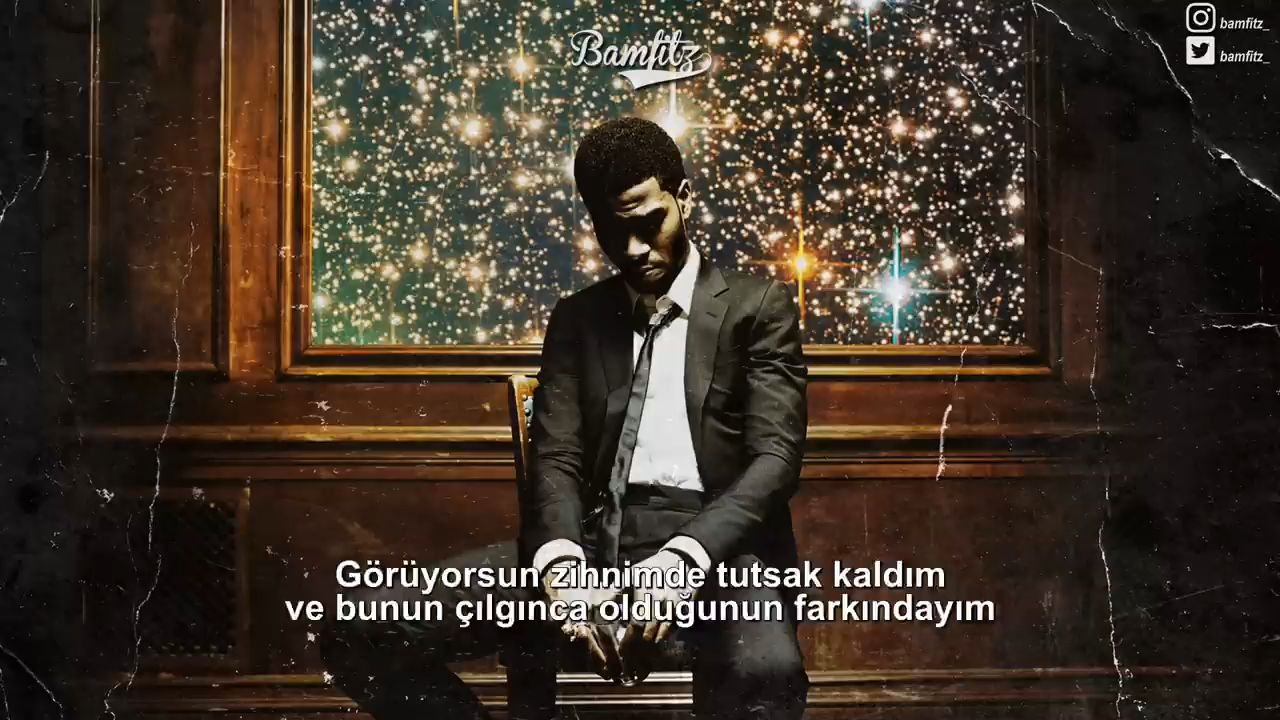 Bamfitz
bamfitz_
bamfitz_
Görüyorsun zihnimde tutsak kaldım
ve bunun çılgınca olduğunun farkındayım